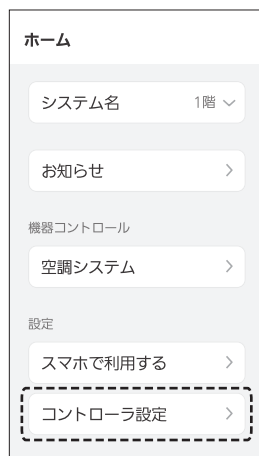 ホーム
システム名 1階
お知らせ
機器コントロール
空調システム
設定
スマホで利用する
コントローラ設定